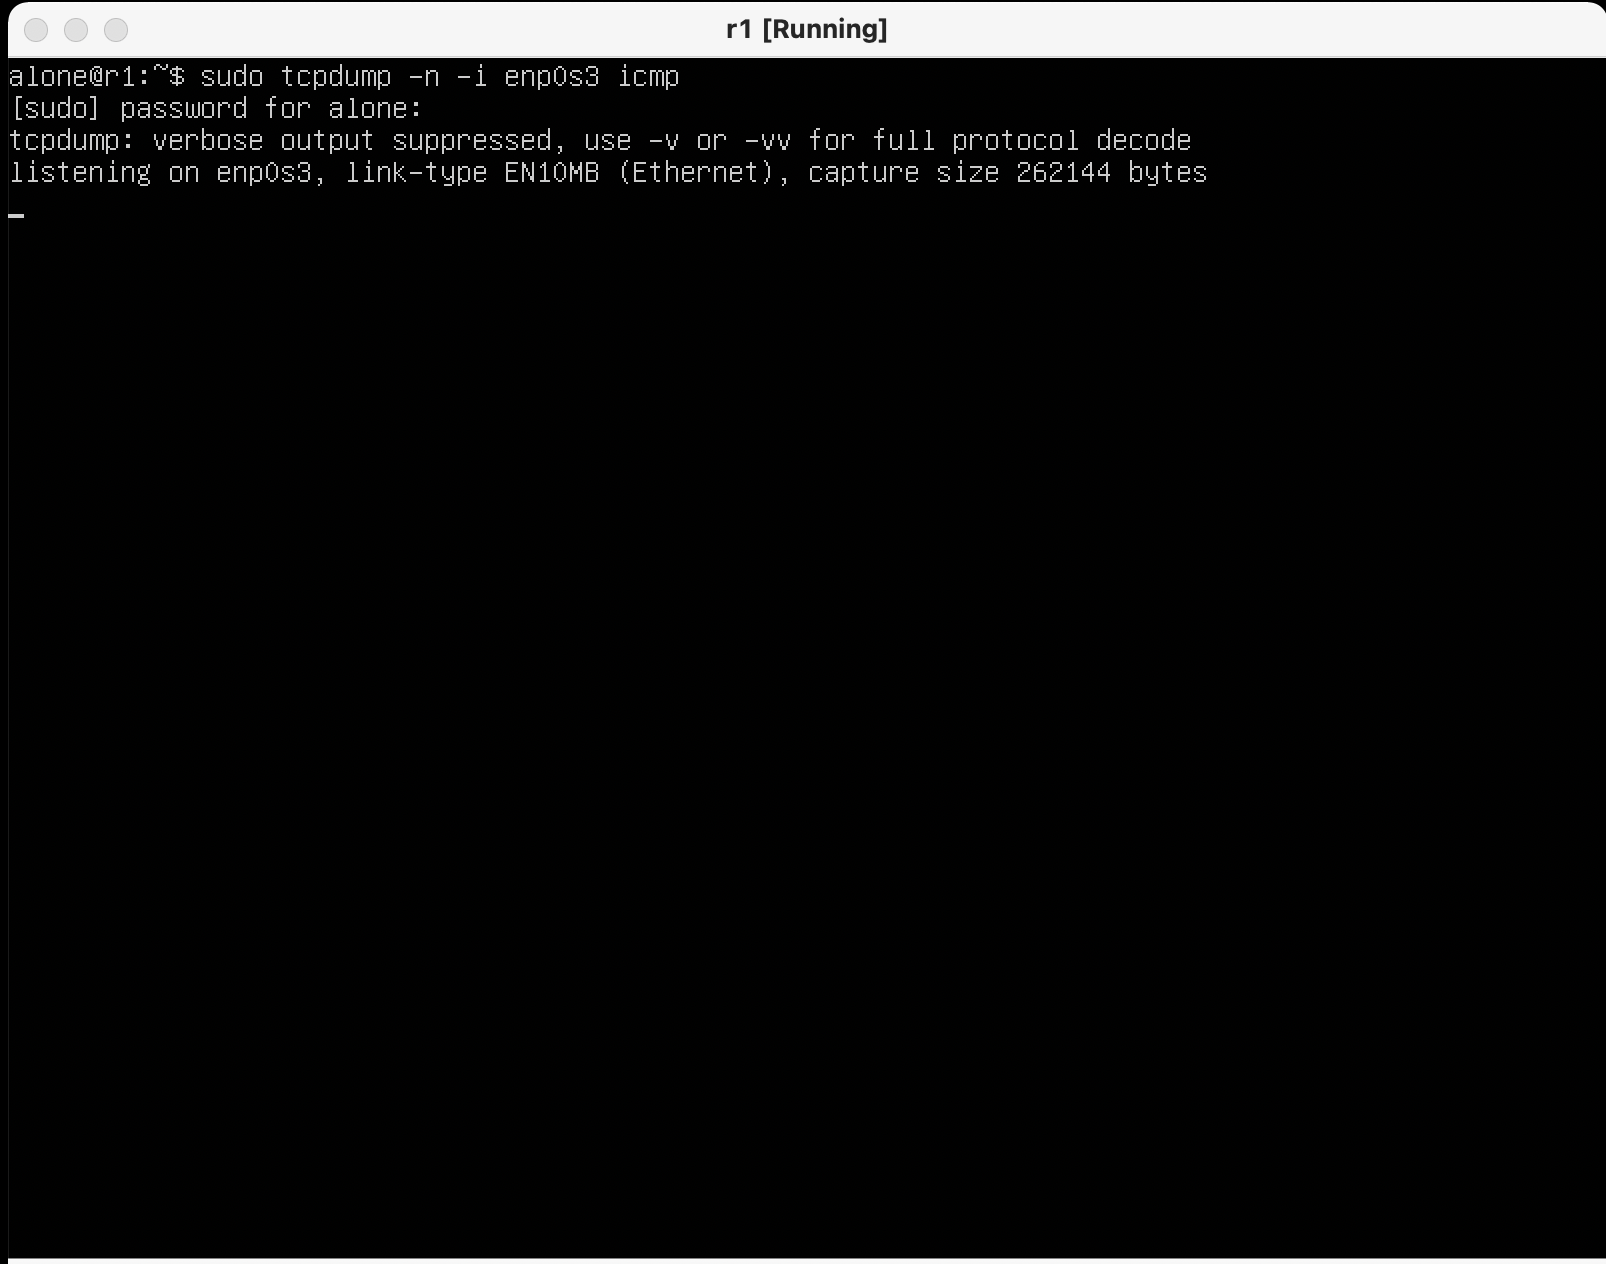 r1 [Running]
alone@r1:~$ sudo tcpdump -n -i enp0s3 icmp
[sudo] password for alone:
tcpdump: verbose output suppressed, use -v or -vv for full protocol decode
listening on enp0s3, link-type EN10MB (Ethernet), capture size 262144 bytes